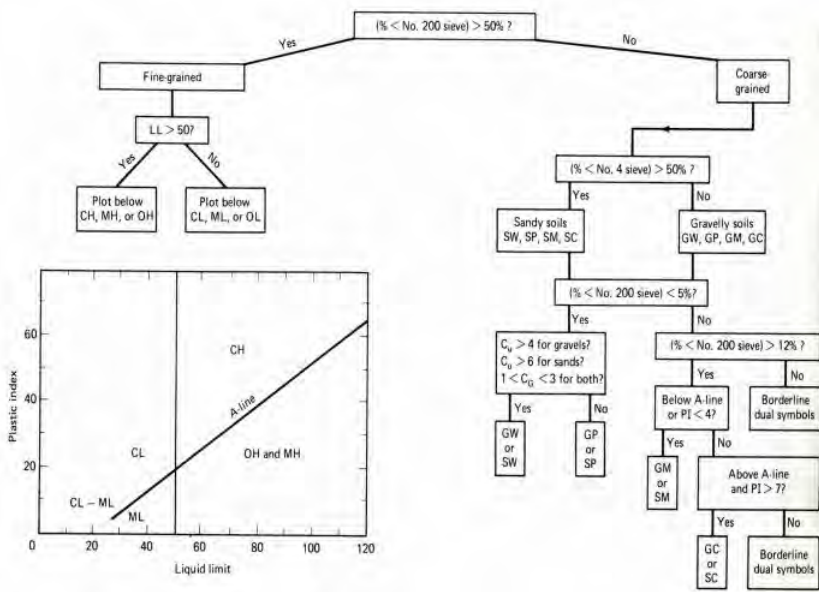 (% < No. 200 sieve) > 50% ?
Yes
No
Fine-grained
Coarse
grained
LL > 50?
Yes
No
Plot below
CH, MH, or OH
Plot below
CL, ML, or OL
(% < No. 4 sieve) > 50% ?
Yes
No
Sandy soils
SW, SP, SM, SC
Gravelly soils
GW, GP, GM, GC
(% < No. 200 sieve) < 5%?
Yes
No
Cu > 4 for gravels?
Cu > 6 for sands?
1 < CG < 3 for both?
(% < No. 200 sieve) > 12% ?
Yes
No
Yes
No
Below A-line
or PI < 4?
Borderline
dual symbols
GW
or
SW
GP
or
SP
Yes
No
GM
or
SM
Above A-line
and PI > 7?
Yes
No
GC
or
SC
Borderline
dual symbols
Plastic index
60
40
20
0
20
40
60
80
100
120
Liquid limit
CH
A-line
CL
OH and MH
CL – ML
ML